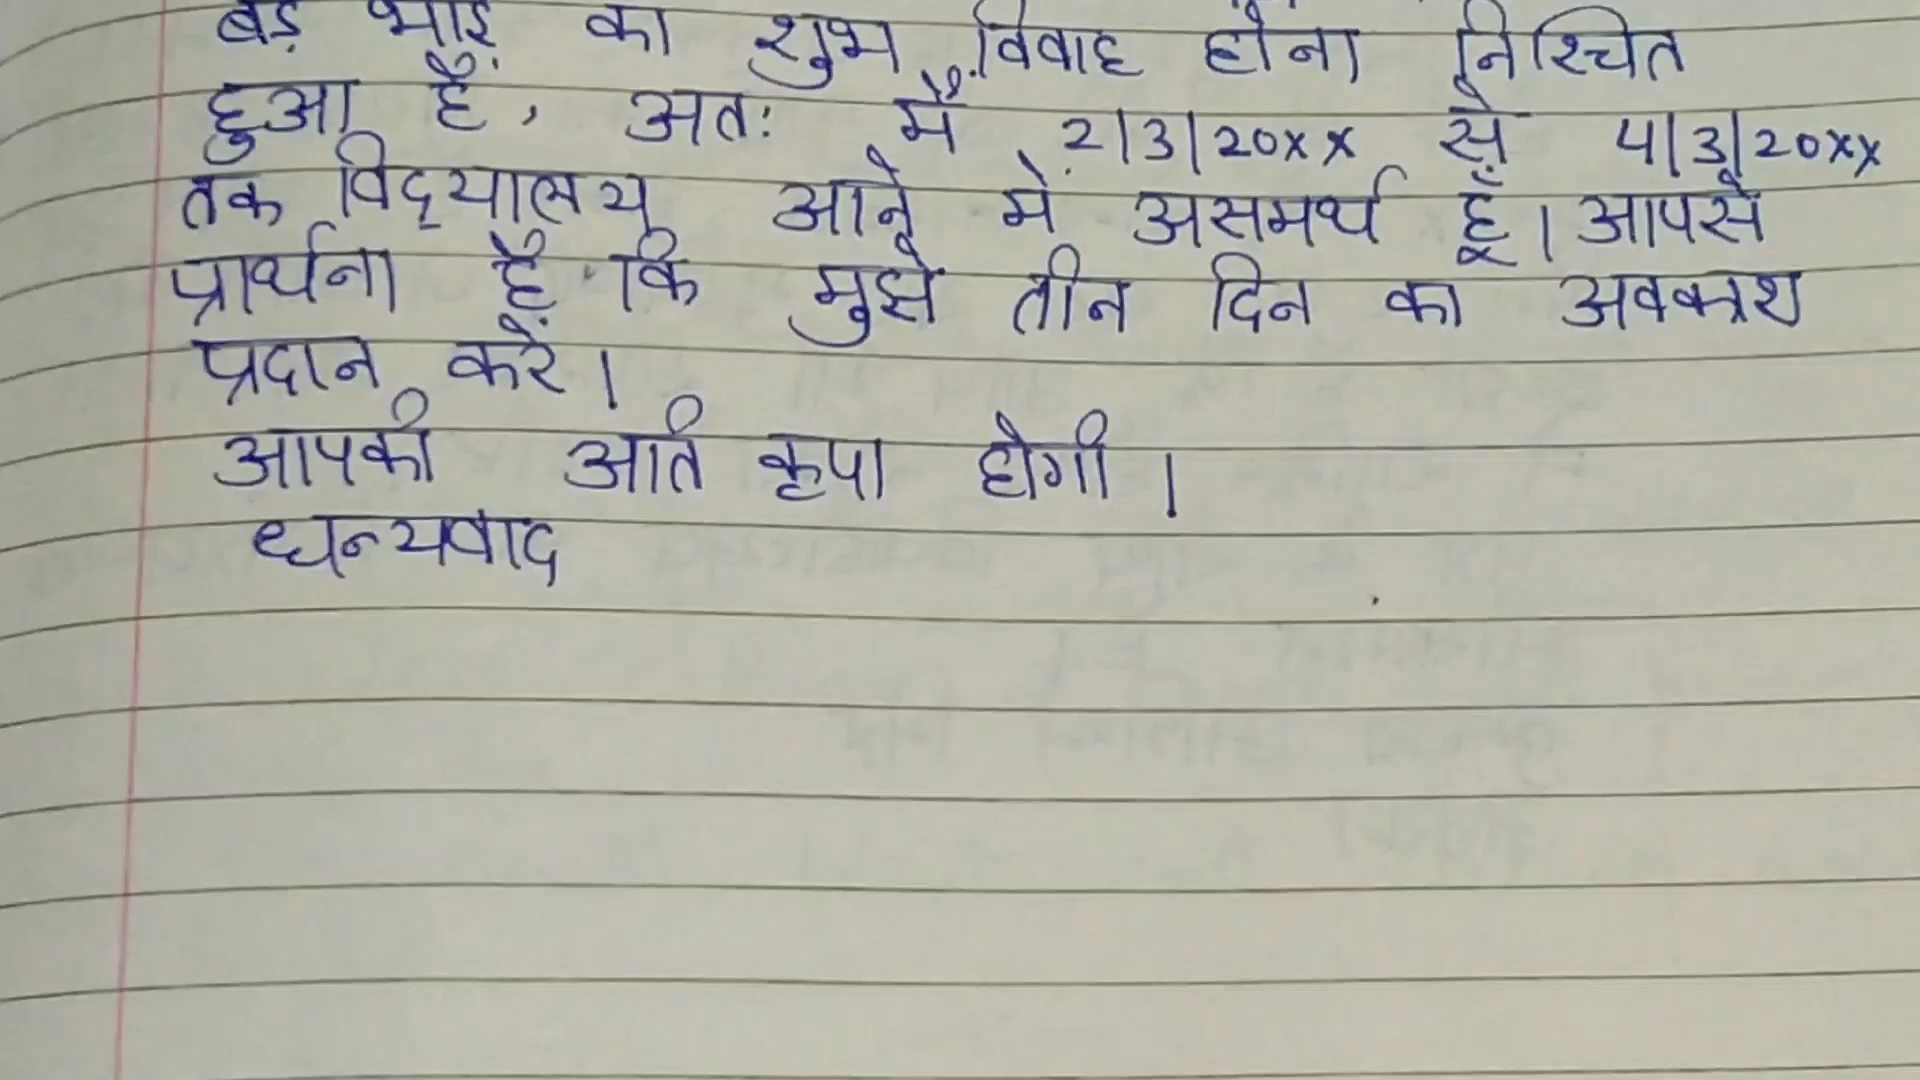 बड़े भाई का शुभ विवाह होना निश्चित
हुआ है, अतः मैं 2/3/20xx से 4/3/20xx
तक विद्यालय आने में असमर्थ हूँ। आपसे
प्रार्थना है कि मुझे तीन दिन का अवकाश
प्रदान करें।
आपकी अति कृपा होगी।
धन्यवाद